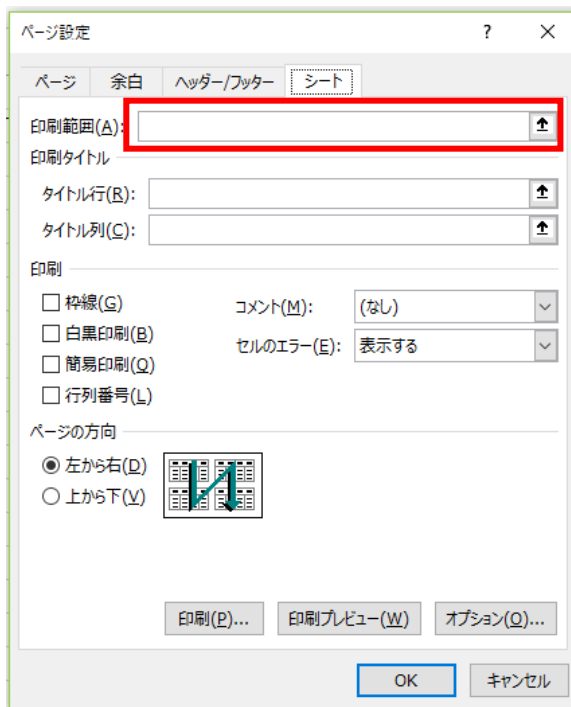 ページ設定 ? ×
ページ 余白 ヘッダー/フッター シート
印刷範囲(A):
印刷タイトル
タイトル行(R):
タイトル列(C):
印刷
枠線(G) コメント(M): (なし)
白黒印刷(B) セルのエラー(E): 表示する
簡易印刷(Q)
行列番号(L)
ページの方向
左から右(D)
上から下(V)
印刷(P)... 印刷プレビュー(W) オプション(O)...
OK キャンセル